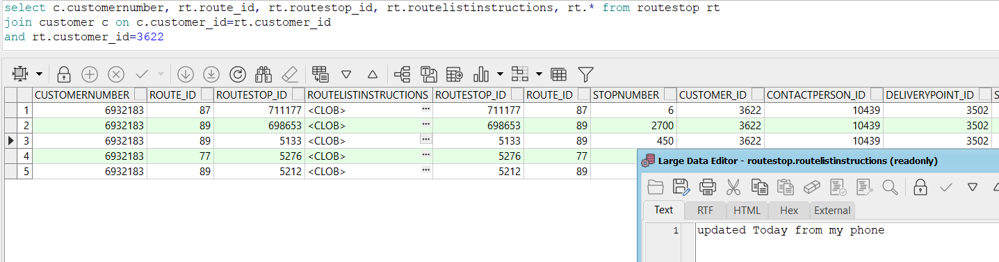 select c.customernumber, rt.route_id, rt.routestop_id, rt.routelistinstructions, rt.* from routestop rt
join customer c on c.customer_id=rt.customer_id
and rt.customer_id=3622
CUSTOMERNUMBER ROUTE_ID ROUTESTOP_ID ROUTELISTINSTRUCTIONS ROUTESTOP_ID ROUTE_ID STOPNUMBER CUSTOMER_ID CONTACTPERSON_ID DELIVERYPOINT_ID S
1 6932183 87 711177 <CLOB> ... 711177 87 6 3622 10439 3502
2 6932183 89 698653 <CLOB> ... 698653 89 2700 3622 10439 3502
3 6932183 89 5133 <CLOB> ... 5133 89 450 3622 10439 3502
4 6932183 77 5276 <CLOB> ... 5276 77
5 6932183 89 5212 <CLOB> ... 5212 89
Large Data Editor - routestop.routelistinstructions (readonly)
Text RTF HTML Hex External
1 updated Today from my phone